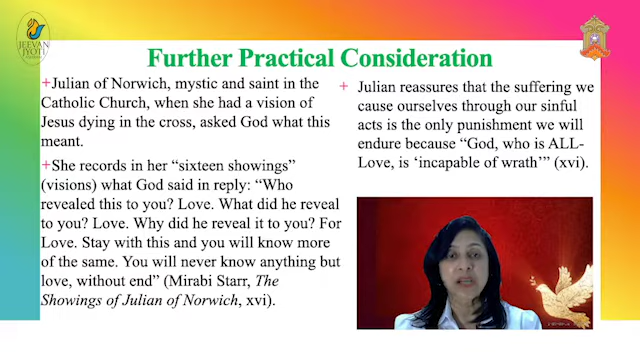 JEEVAN
JYOTI
Further Practical Consideration
+Julian of Norwich, mystic and saint in the
Catholic Church, when she had a vision of
Jesus dying in the cross, asked God what this
meant.
+She records in her “sixteen showings”
(visions) what God said in reply: “Who
revealed this to you? Love. What did he reveal
to you? Love. Why did he reveal it to you? For
Love. Stay with this and you will know more
of the same. You will never know anything but
love, without end” (Mirabi Starr, The
Showings of Julian of Norwich, xvi).
+ Julian reassures that the suffering we
cause ourselves through our sinful
acts is the only punishment we will
endure because “God, who is ALL-
Love, is ‘incapable of wrath’” (xvi).